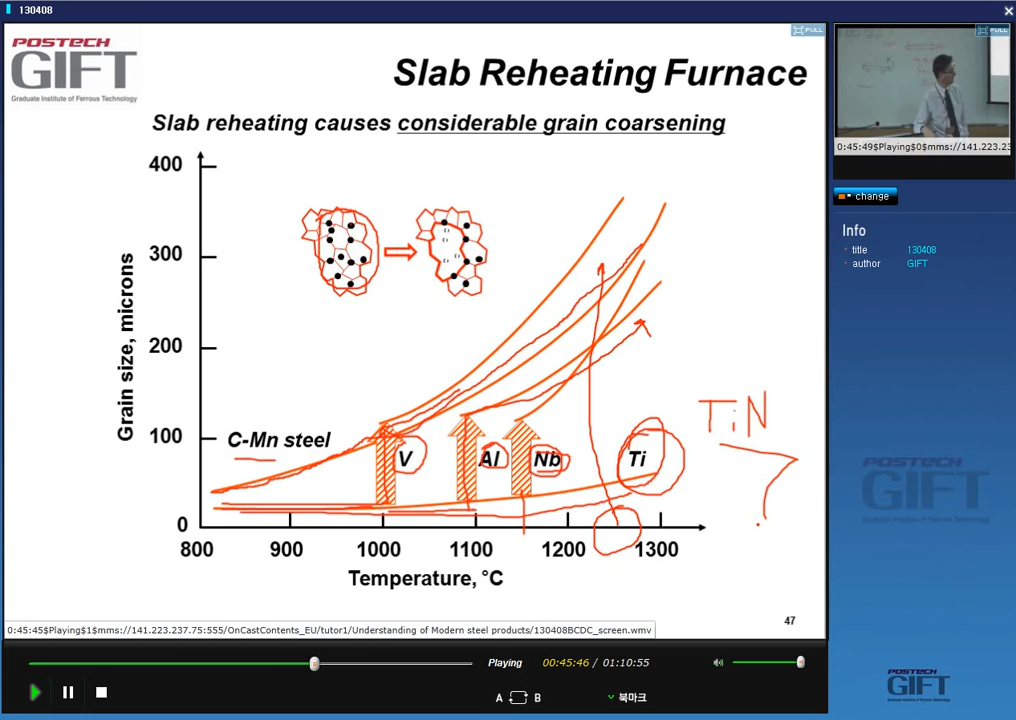 130408
POSTECH
GIFT
Graduate Institute of Ferrous Technology
Slab Reheating Furnace
FULL
FULL
Slab reheating causes considerable grain coarsening
0:45:49$Playing$0$mms://141.223.23
change
Info
title 130408
author GIFT
Grain size, microns
400
300
200
100
0
C-Mn steel
V
Al
Nb
Ti
TiN
?
800 900 1000 1100 1200 1300
Temperature, °C
47
POSTECH
GIFT
0:45:45$Playing$1$mms://141.223.237.75:555/OnCastContents_EU/tutor1/Understanding of Modern steel products/130408BCDC_screen.wmv
Playing 00:45:46 / 01:10:55
A B 북마크
POSTECH
GIFT